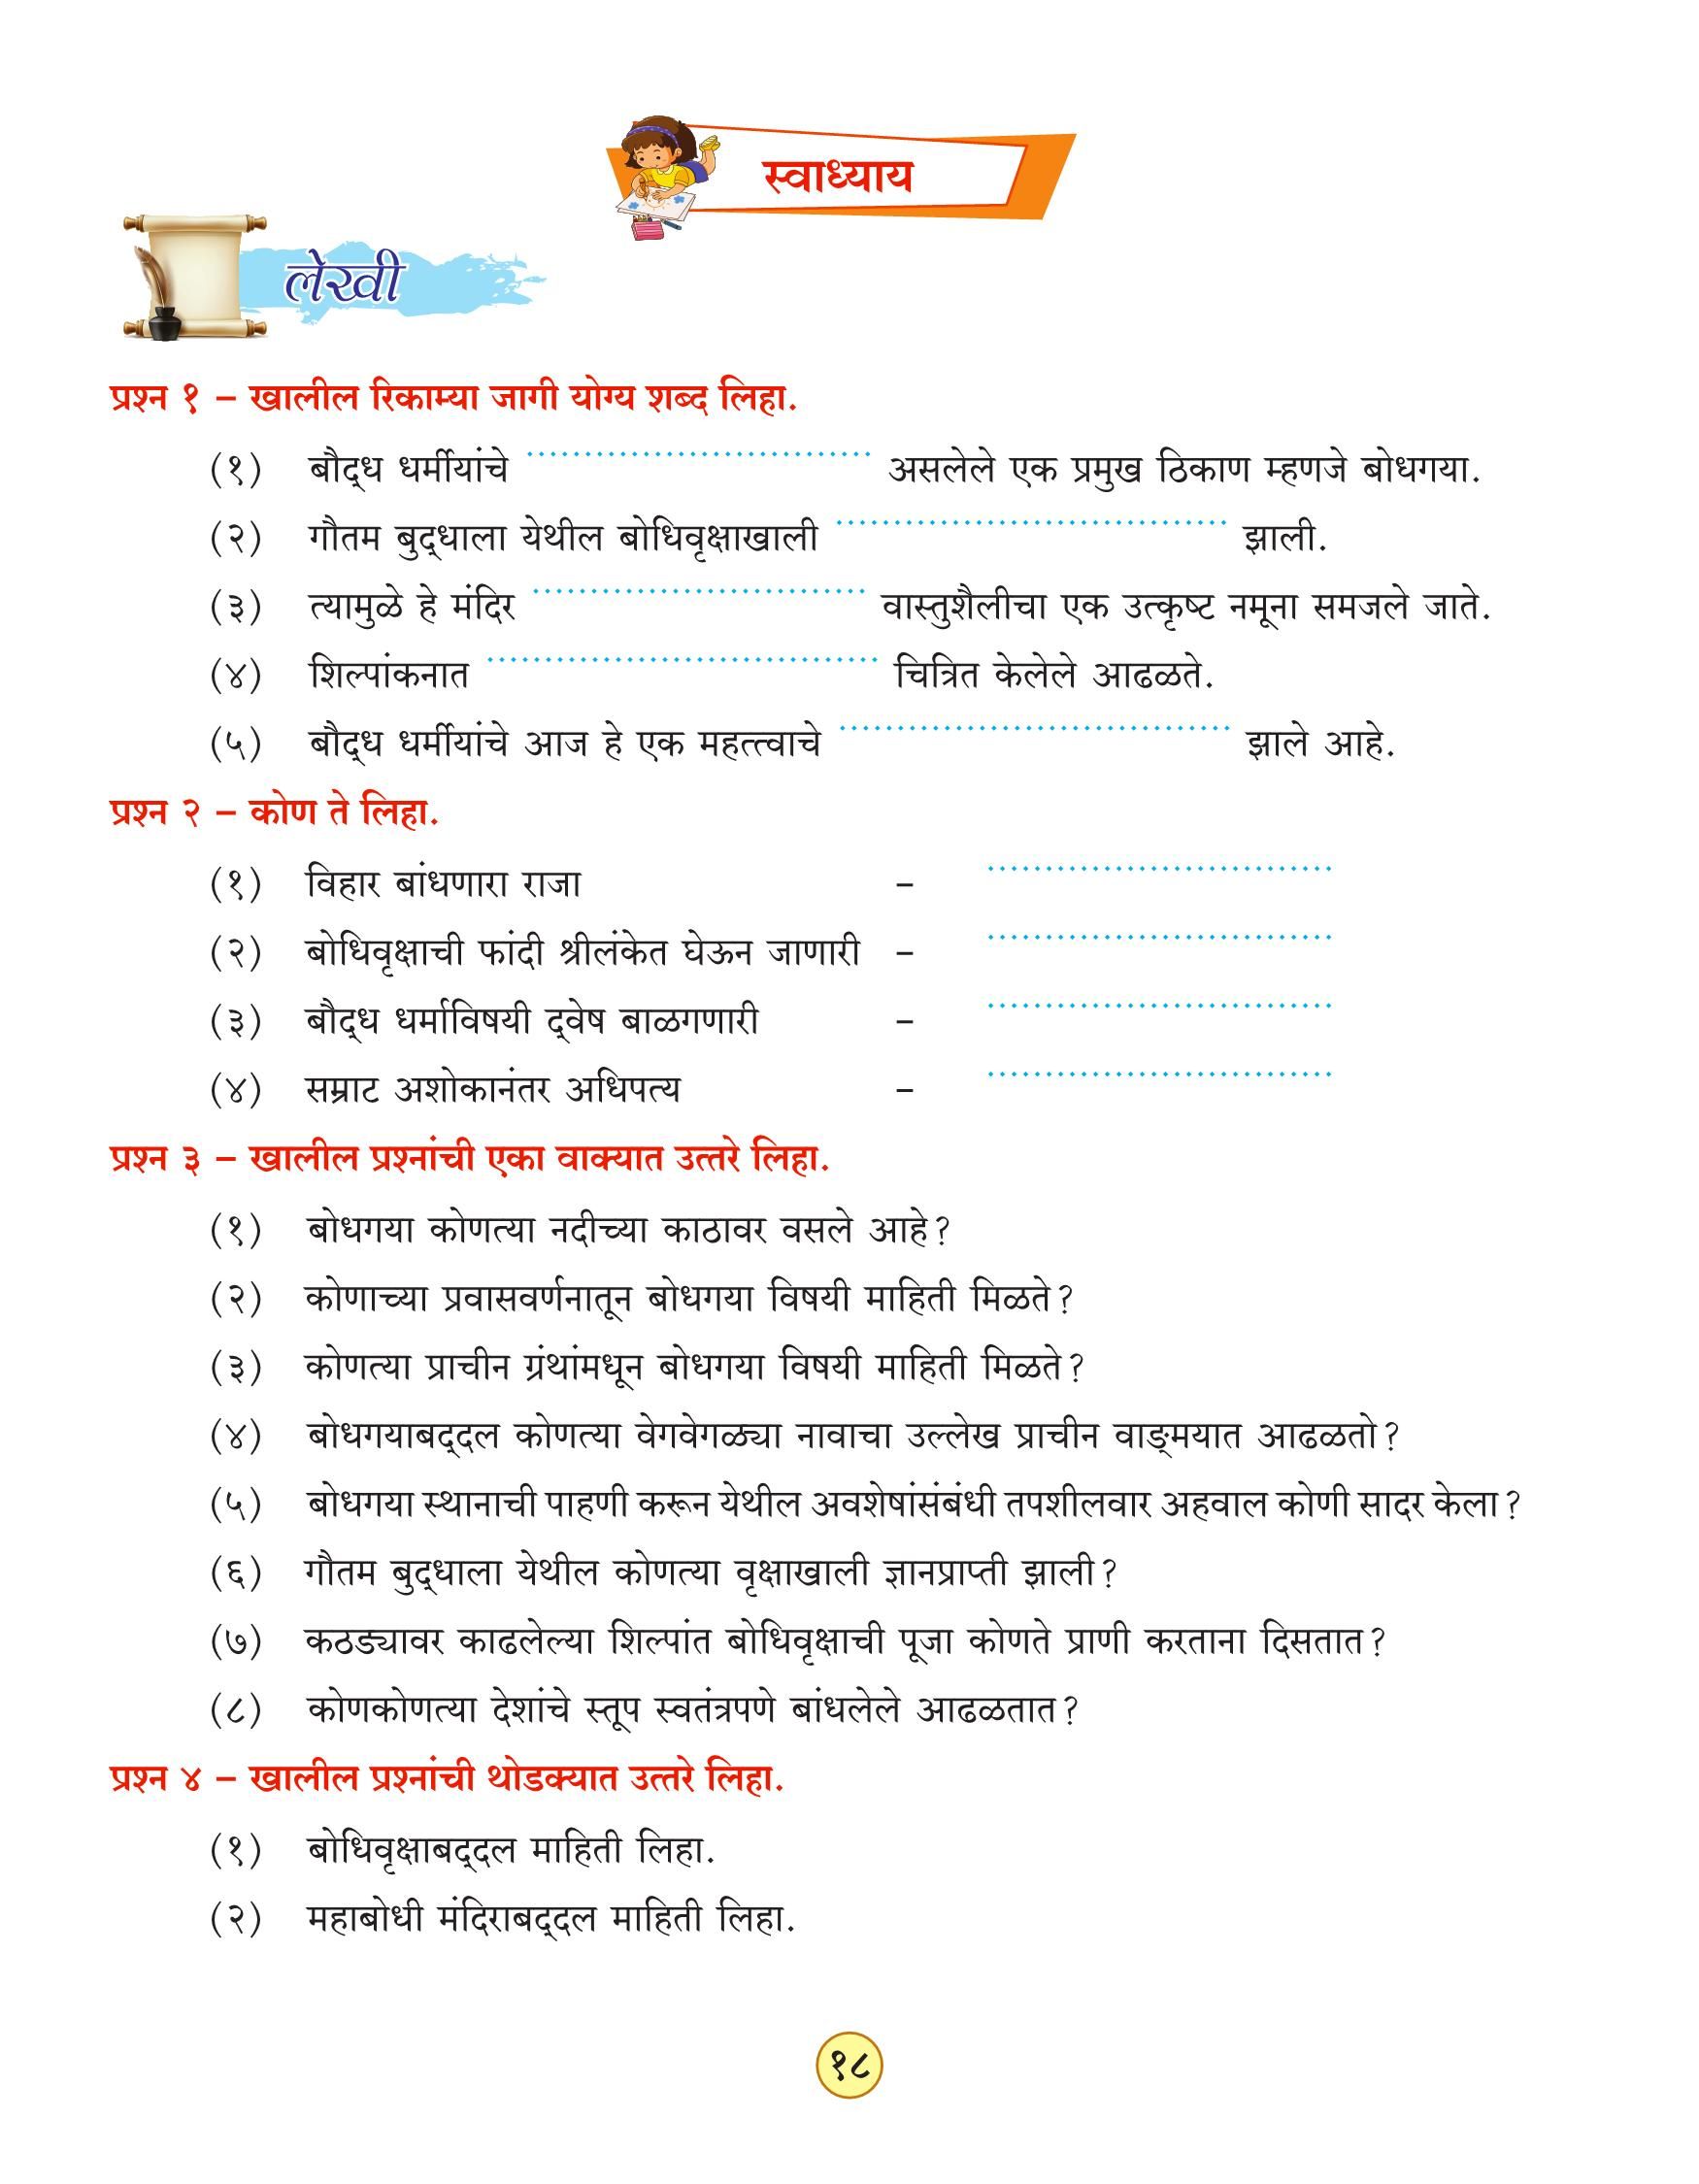 स्वाध्याय
लेखी
प्रश्न १ – खालील रिकाम्या जागी योग्य शब्द लिहा.
(१) बौद्ध धर्मीयांचे .............................. असलेले एक प्रमुख ठिकाण म्हणजे बोधगया.
(२) गौतम बुद्धाला येथील बोधिवृक्षाखाली .................................. झाली.
(३) त्यामुळे हे मंदिर ............................. वास्तुशैलीचा एक उत्कृष्ट नमूना समजले जाते.
(४) शिल्पांकनात .................................. चित्रित केलेले आढळते.
(५) बौद्ध धर्मीयांचे आज हे एक महत्त्वाचे .................................. झाले आहे.
प्रश्न २ – कोण ते लिहा.
(१) विहार बांधणारा राजा – ..............................
(२) बोधिवृक्षाची फांदी श्रीलंकेत घेऊन जाणारी – ..............................
(३) बौद्ध धर्माविषयी द्वेष बाळगणारी – ..............................
(४) सम्राट अशोकानंतर अधिपत्य – ..............................
प्रश्न ३ – खालील प्रश्नांची एका वाक्यात उत्तरे लिहा.
(१) बोधगया कोणत्या नदीच्या काठावर वसले आहे?
(२) कोणाच्या प्रवासवर्णनातून बोधगया विषयी माहिती मिळते?
(३) कोणत्या प्राचीन ग्रंथांमधून बोधगया विषयी माहिती मिळते?
(४) बोधगयाबद्दल कोणत्या वेगवेगळ्या नावाचा उल्लेख प्राचीन वाङ्मयात आढळतो?
(५) बोधगया स्थानाची पाहणी करून येथील अवशेषांसंबंधी तपशीलवार अहवाल कोणी सादर केला?
(६) गौतम बुद्धाला येथील कोणत्या वृक्षाखाली ज्ञानप्राप्ती झाली?
(७) कठड्यावर काढलेल्या शिल्पांत बोधिवृक्षाची पूजा कोणते प्राणी करताना दिसतात?
(८) कोणकोणत्या देशांचे स्तूप स्वतंत्रपणे बांधलेले आढळतात?
प्रश्न ४ – खालील प्रश्नांची थोडक्यात उत्तरे लिहा.
(१) बोधिवृक्षाबद्दल माहिती लिहा.
(२) महाबोधी मंदिराबद्दल माहिती लिहा.
१८